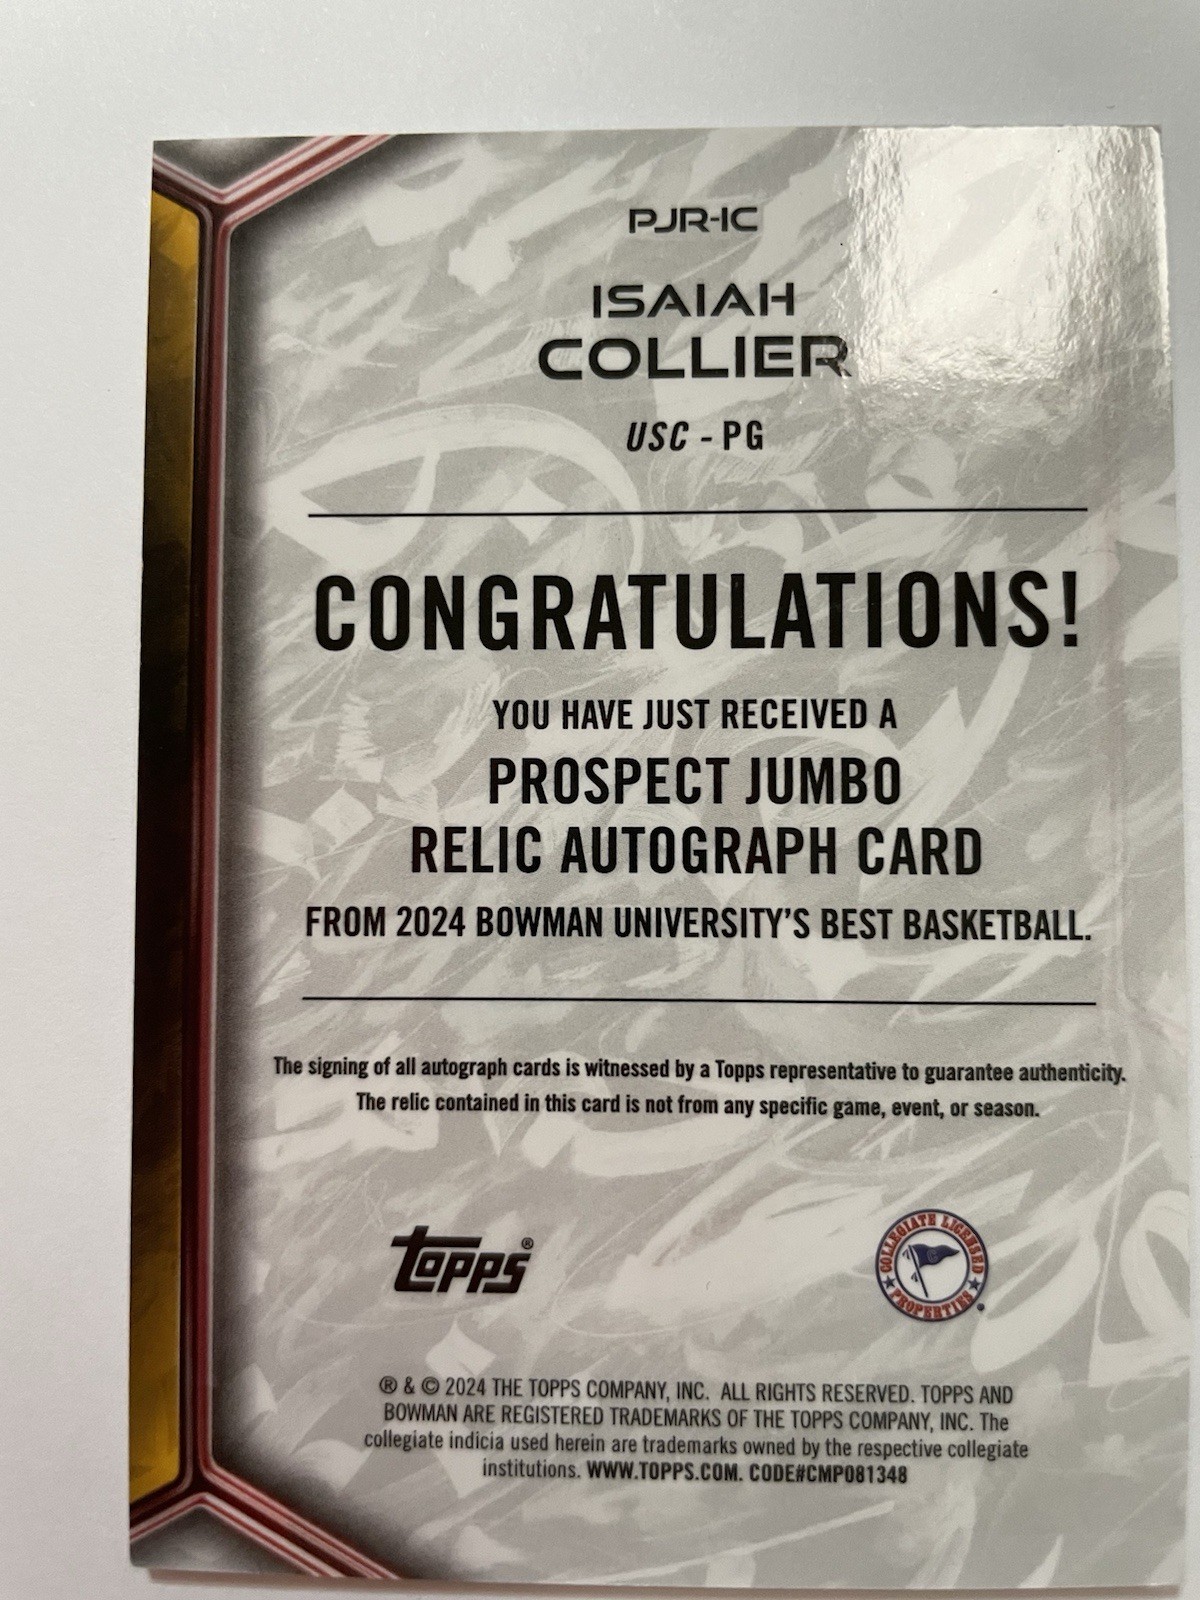 PJR-IC
ISAIAH
COLLIER
USC - PG
CONGRATULATIONS!
YOU HAVE JUST RECEIVED A
PROSPECT JUMBO
RELIC AUTOGRAPH CARD
FROM 2024 BOWMAN UNIVERSITY'S BEST BASKETBALL.
The signing of all autograph cards is witnessed by a Topps representative to guarantee authenticity.
The relic contained in this card is not from any specific game, event, or season.
Topps®
COLLEGIATE LICENSED
C
PROPERTIES
® & © 2024 THE TOPPS COMPANY, INC. ALL RIGHTS RESERVED. TOPPS AND
BOWMAN ARE REGISTERED TRADEMARKS OF THE TOPPS COMPANY, INC. The
collegiate indicia used herein are trademarks owned by the respective collegiate
institutions. WWW.TOPPS.COM. CODE#CMP081348